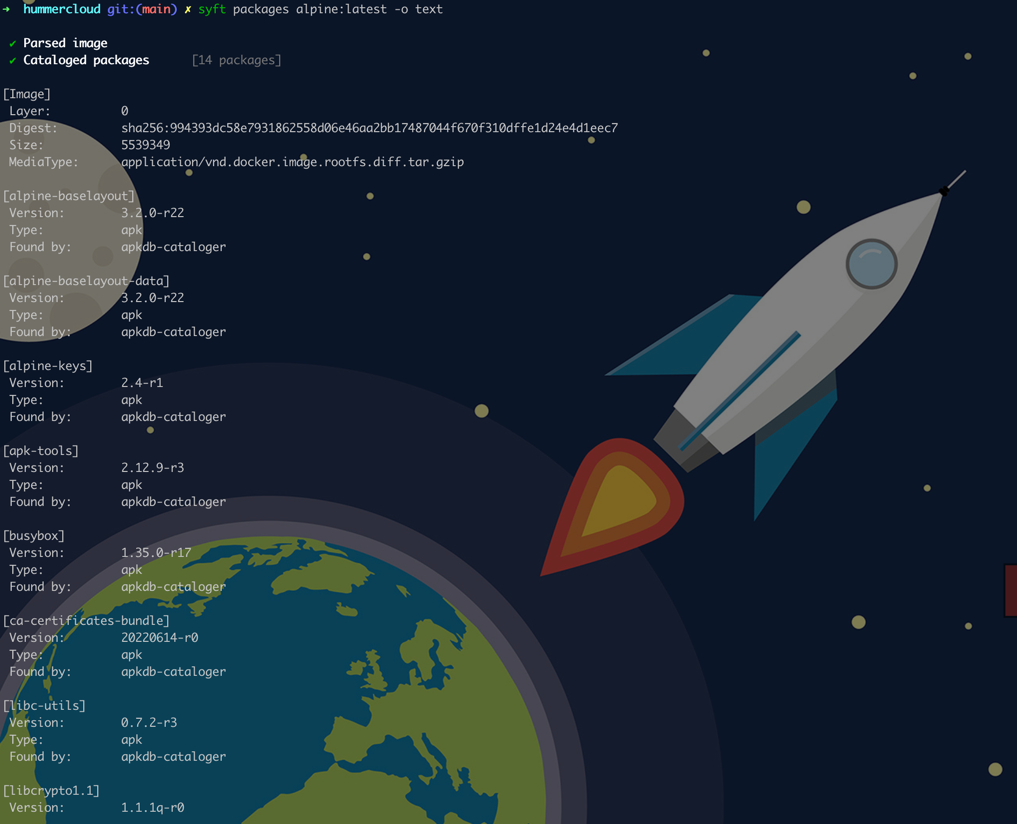 ➜ hummercloud git:(main) ✗ syft packages alpine:latest -o text
✔ Parsed image
✔ Cataloged packages [14 packages]
[Image]
Layer: 0
Digest: sha256:994393dc58e7931862558d06e46aa2bb17487044f670f310dffe1d24e4d1eec7
Size: 5539349
MediaType: application/vnd.docker.image.rootfs.diff.tar.gzip
[alpine-baselayout]
Version: 3.2.0-r22
Type: apk
Found by: apkdb-cataloger
[alpine-baselayout-data]
Version: 3.2.0-r22
Type: apk
Found by: apkdb-cataloger
[alpine-keys]
Version: 2.4-r1
Type: apk
Found by: apkdb-cataloger
[apk-tools]
Version: 2.12.9-r3
Type: apk
Found by: apkdb-cataloger
[busybox]
Version: 1.35.0-r17
Type: apk
Found by: apkdb-cataloger
[ca-certificates-bundle]
Version: 20220614-r0
Type: apk
Found by: apkdb-cataloger
[libc-utils]
Version: 0.7.2-r3
Type: apk
Found by: apkdb-cataloger
[libcrypto1.1]
Version: 1.1.1q-r0